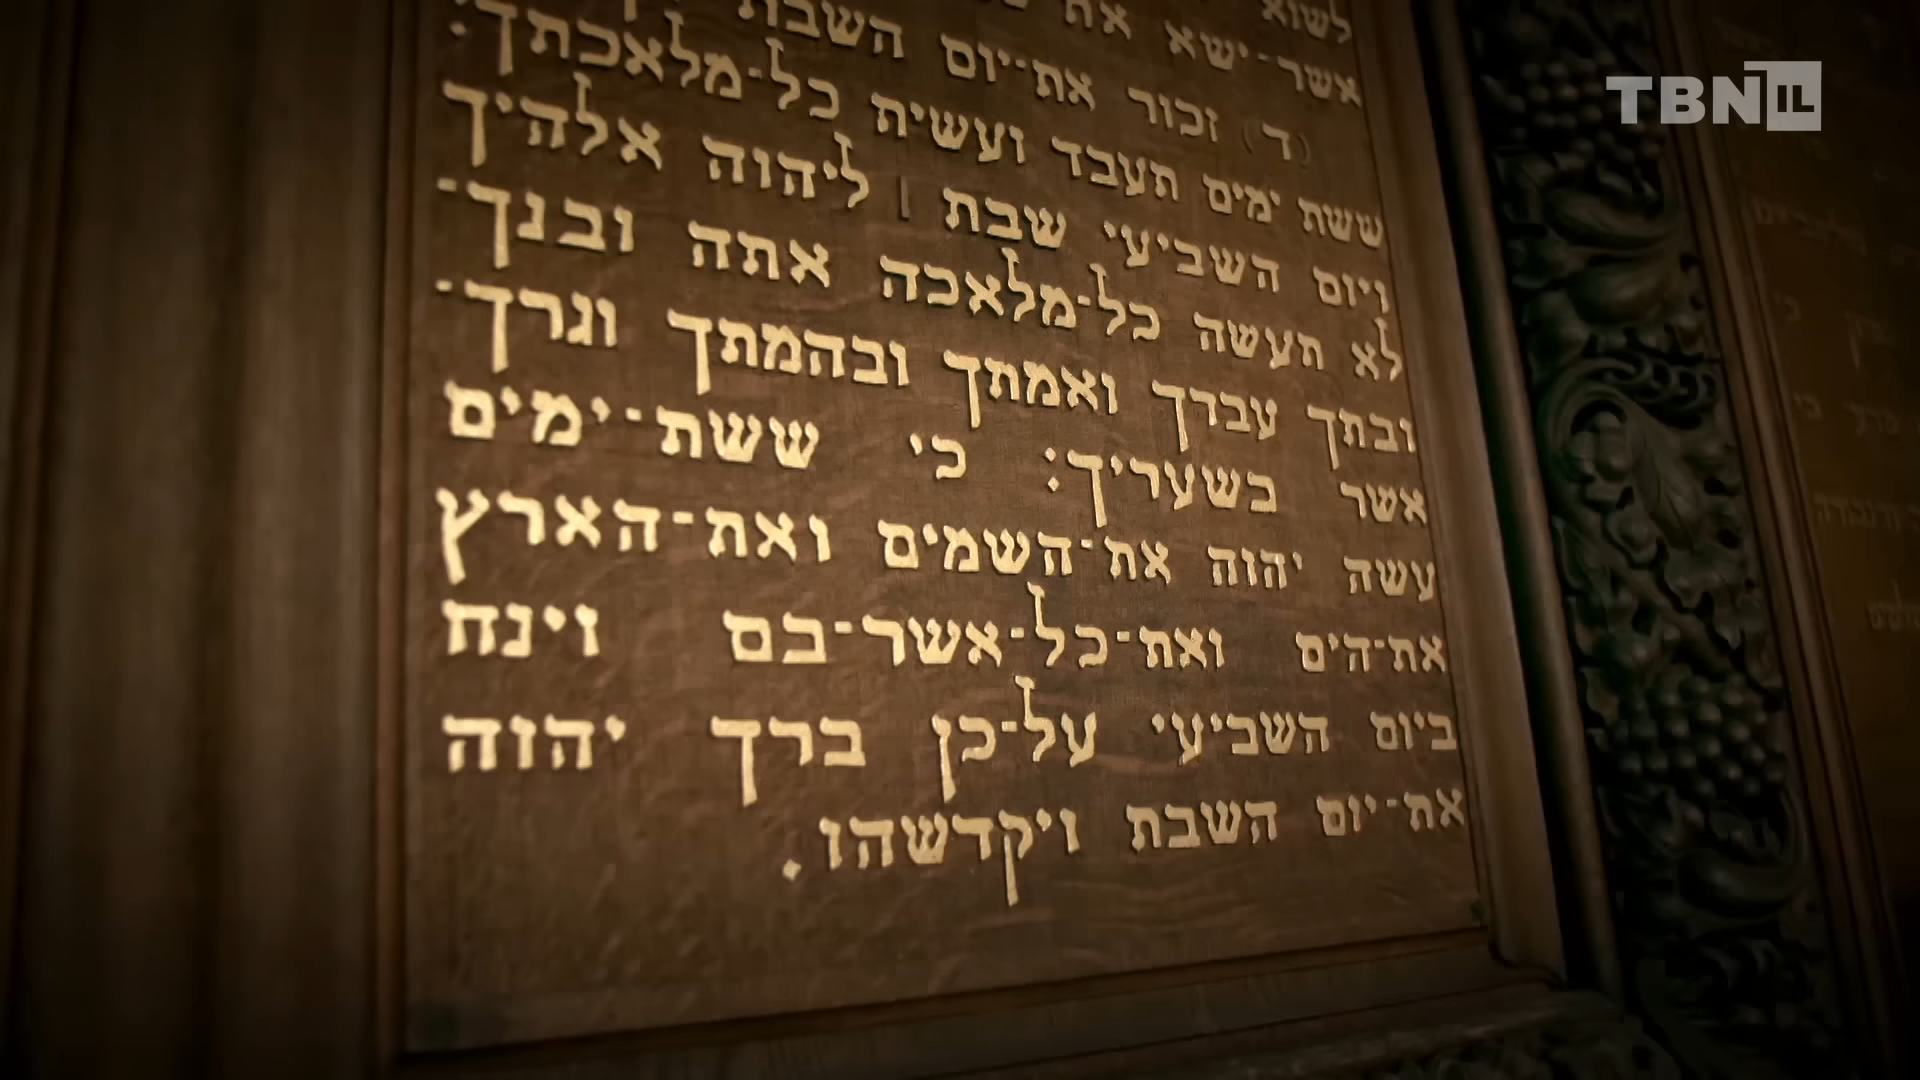 לשוא
אשר־ישא את
(ד) זכור את־יום השבת
ששת ימים תעבד ועשית כל־מלאכתך:
ויום השביעי שבת | ליהוה אלהיך
לא תעשה כל־מלאכה אתה ובנך־
ובתך עבדך ואמתך ובהמתך וגרך־
אשר בשעריך: כי ששת־ימים
עשה יהוה את־השמים ואת־הארץ
את־הים ואת־כל־אשר־בם וינח
ביום השביעי על־כן ברך יהוה
את־יום השבת ויקדשהו.
TBN IL